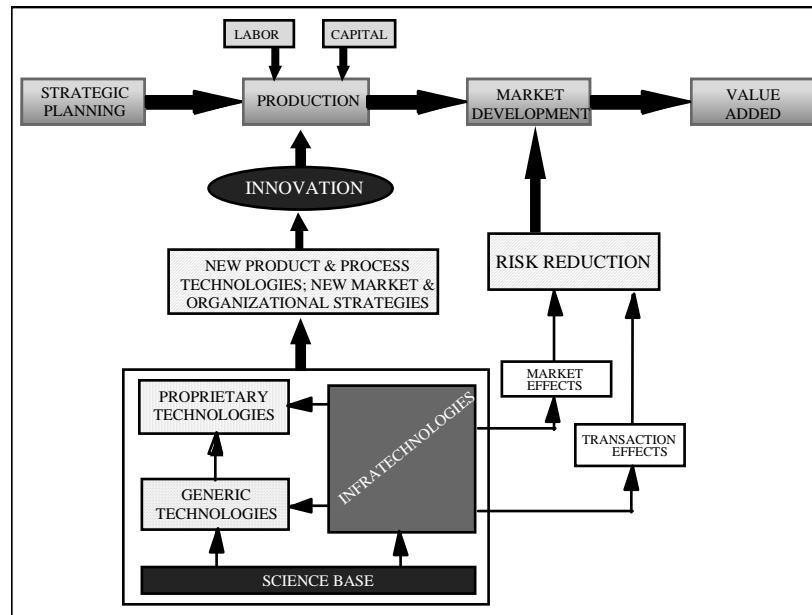 LABOR
CAPITAL
STRATEGIC
PLANNING
PRODUCTION
MARKET
DEVELOPMENT
VALUE
ADDED
INNOVATION
NEW PRODUCT & PROCESS
TECHNOLOGIES; NEW MARKET &
ORGANIZATIONAL STRATEGIES
RISK REDUCTION
MARKET
EFFECTS
PROPRIETARY
TECHNOLOGIES
INFRATECHNOLOGIES
TRANSACTION
EFFECTS
GENERIC
TECHNOLOGIES
SCIENCE BASE